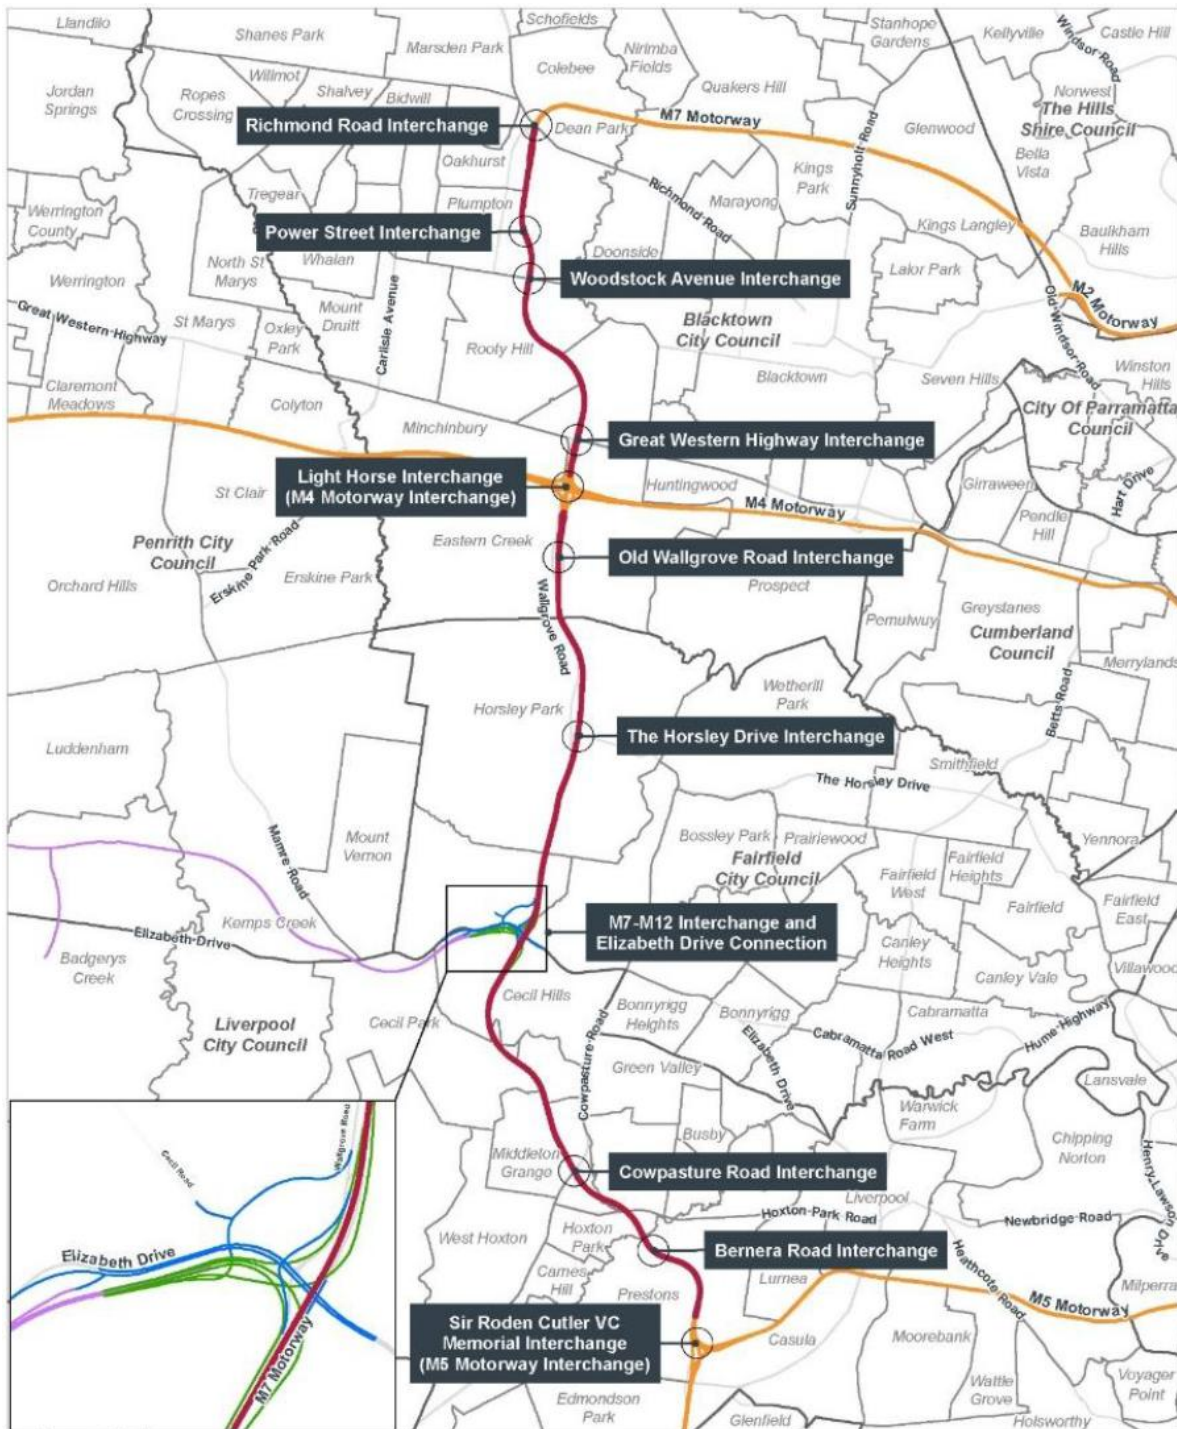 Llandilo
Shanes Park
Marsden Park
Schofields
Stanhope
Gardens
Kellyville
Windsor Road
Castle Hill
Nirimba
Fields
Colebee
Willmot
Jordan
Springs
Ropes
Crossing
Shalvey
Bidwill
Quakers Hill
Norwest
The Hills
Shire Council
Richmond Road Interchange
Dean Park
M7 Motorway
Glenwood
Bella
Vista
Oakhurst
Kings
Park
Sunnyholt Road
Tregear
Plumpton
Richmond Road
Marayong
Werrington
County
Kings Langley
Baulkham
Hills
Power Street Interchange
Doonside
Whalan
North St
Marys
Lalor Park
Werrington
Woodstock Avenue Interchange
Mount
Druitt
Carlisle Avenue
Old Windsor Road
M2 Motorway
Great Western Highway
St Marys
Oxley
Park
Blacktown
City Council
Rooty Hill
Winston
Hills
Claremont
Meadows
Blacktown
Seven Hills
Colyton
City Of Parramatta
Council
Minchinbury
Great Western Highway Interchange
Light Horse Interchange
(M4 Motorway Interchange)
Huntingwood
Girraween
Hart Drive
St Clair
M4 Motorway
Pendle
Hill
Penrith City
Council
Erskine Park Road
Eastern Creek
Old Wallgrove Road Interchange
Orchard Hills
Erskine Park
Wallgrove Road
Prospect
Greystanes
Pemulwuy
Cumberland
Council
Merrylands
Wetherill
Park
Betts Road
Horsley Park
The Horsley Drive Interchange
Luddenham
Smithfield
The Horsley Drive
Mount
Vernon
Mamre Road
Bossley Park
Prairiewood
Yennora
Fairfield
City Council
Fairfield
Heights
Fairfield
West
Fairfield
Fairfield
East
Kemps Creek
M7-M12 Interchange and
Elizabeth Drive Connection
Elizabeth Drive
Badgerys
Creek
Canley
Heights
Canley Vale
Villawood
Cecil Hills
Bonnyrigg
Heights
Bonnyrigg
Cabramatta
Liverpool
City Council
Cecil Park
Cowpasture Road
Elizabeth Drive
Cabramatta Road West
Hume Highway
Green Valley
Lansvale
Warwick
Farm
Busby
Chipping
Norton
Henry Lawson Drive
Middleton
Grange
Cowpasture Road Interchange
Liverpool
Hoxton Park Road
Newbridge Road
West Hoxton
Hoxton
Park
Bernera Road Interchange
Heathcote Road
Carnes
Hill
Lurnea
Milperra
Prestons
M5 Motorway
Sir Roden Cutler VC
Memorial Interchange
(M5 Motorway Interchange)
Casula
Moorebank
Wattle
Grove
Voyager
Point
Edmondson
Park
Glenfield
Holsworthy
Cecil Road
Wallgrove Road
Elizabeth Drive
M7 Motorway